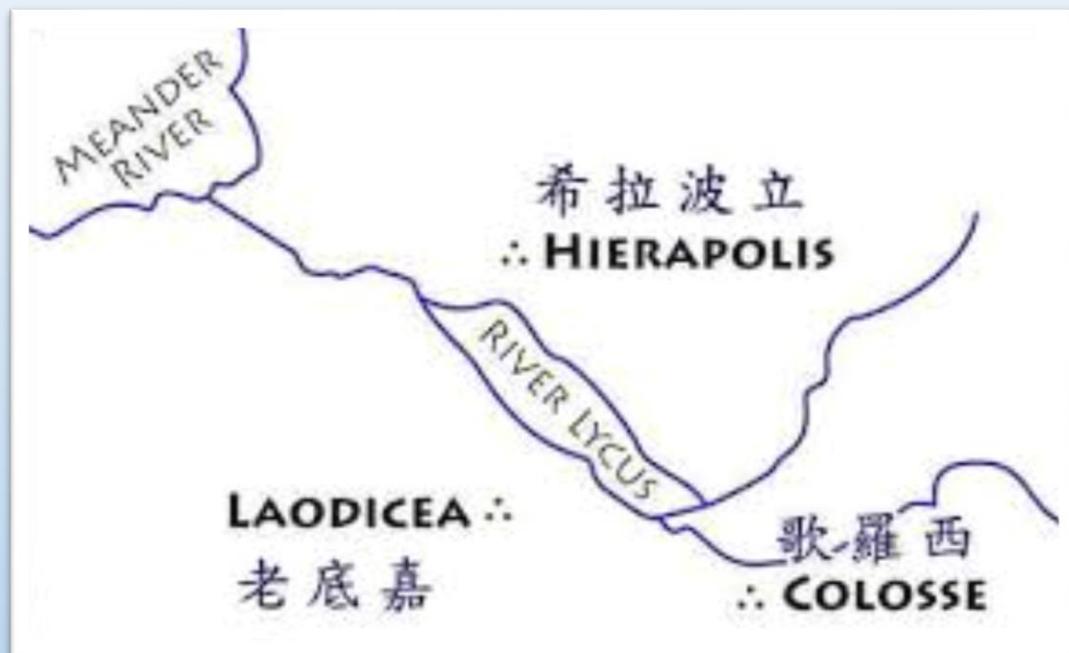 MEANDER
RIVER
希拉波立
∴ HIERAPOLIS
RIVER LYCUS
LAODICEA ∴
老底嘉
歌羅西
∴ COLOSSE